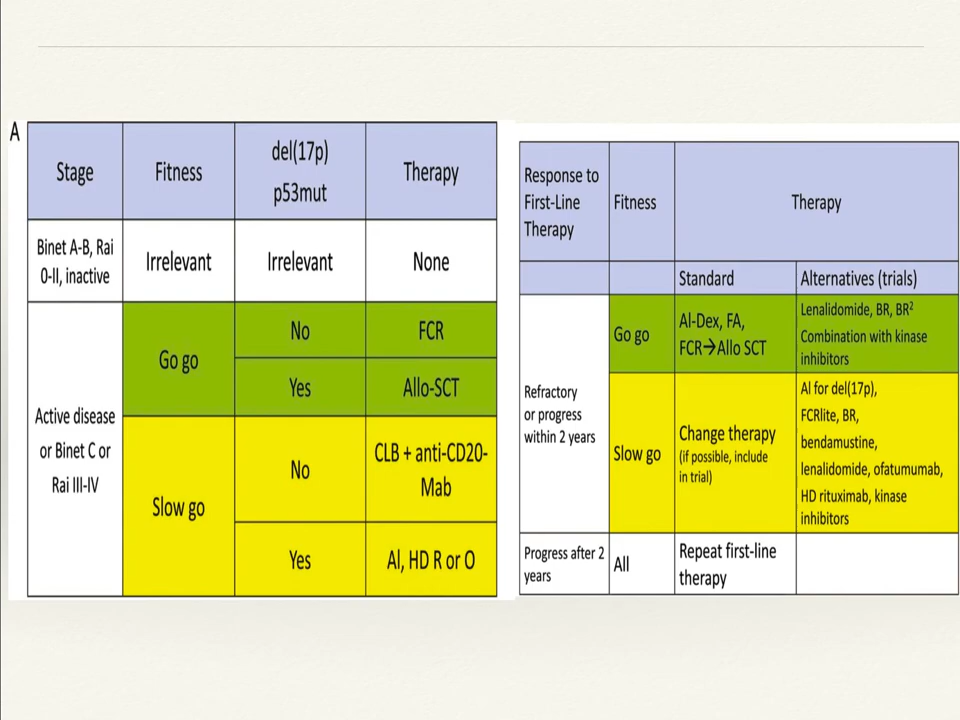 A
Stage
Fitness
del(17p)
p53mut
Therapy
Binet A-B, Rai
0-II, inactive
Irrelevant
Irrelevant
None
Active disease
or Binet C or
Rai III-IV
Go go
No
FCR
Yes
Allo-SCT
Slow go
No
CLB + anti-CD20-
Mab
Yes
Al, HD R or O
Response to
First-Line
Therapy
Fitness
Therapy
Standard
Alternatives (trials)
Refractory
or progress
within 2 years
Go go
Al-Dex, FA,
FCR→Allo SCT
Lenalidomide, BR, BR²
Combination with kinase
inhibitors
Slow go
Change therapy
(if possible, include
in trial)
Al for del(17p),
FCRlite, BR,
bendamustine,
lenalidomide, ofatumumab,
HD rituximab, kinase
inhibitors
Progress after 2
years
All
Repeat first-line
therapy